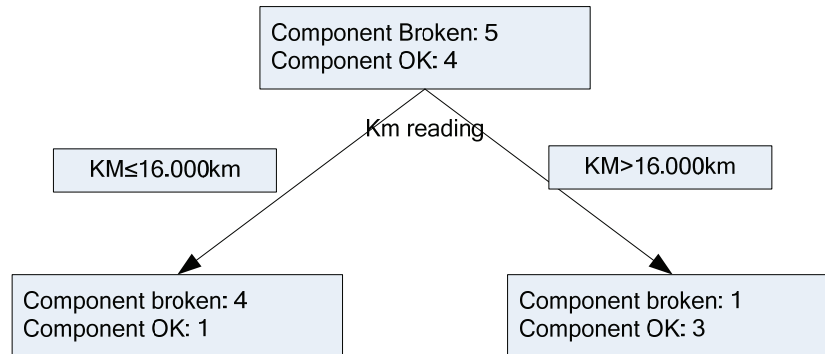 Component Broken: 5
Component OK: 4
Km reading
KM≤16.000km
KM>16.000km
Component broken: 4
Component OK: 1
Component broken: 1
Component OK: 3